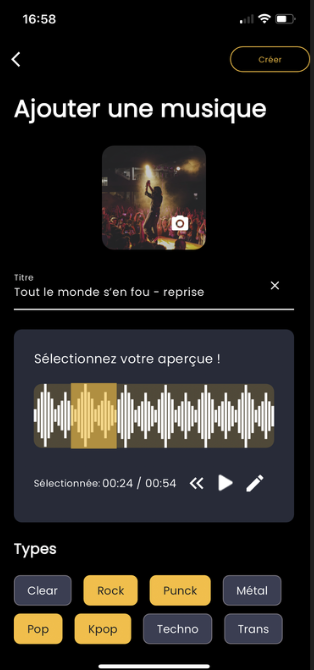 16:58
Créer
Ajouter une musique
Titre
Tout le monde s'en fou - reprise
Sélectionnez votre aperçue !
Sélectionnée: 00:24 / 00:54
Types
Clear Rock Punck Métal
Pop Kpop Techno Trans